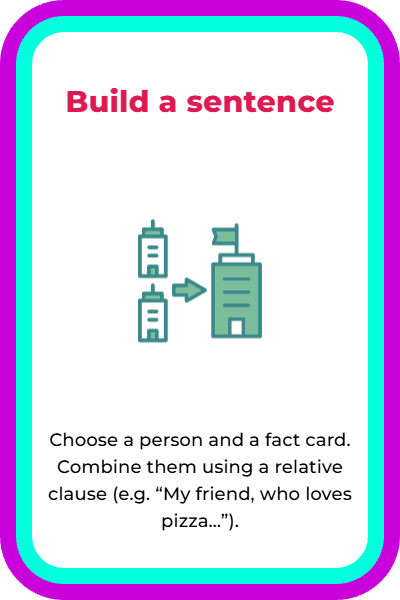 Build a sentence
Choose a person and a fact card.
Combine them using a relative
clause (e.g. “My friend, who loves
pizza…”).